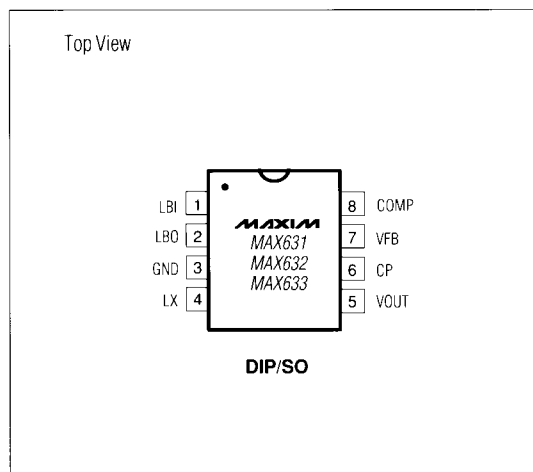 Top View
LBI 1
LBO 2
GND 3
LX 4
MAXIM
MAX631
MAX632
MAX633
8 COMP
7 VFB
6 CP
5 VOUT
DIP/SO